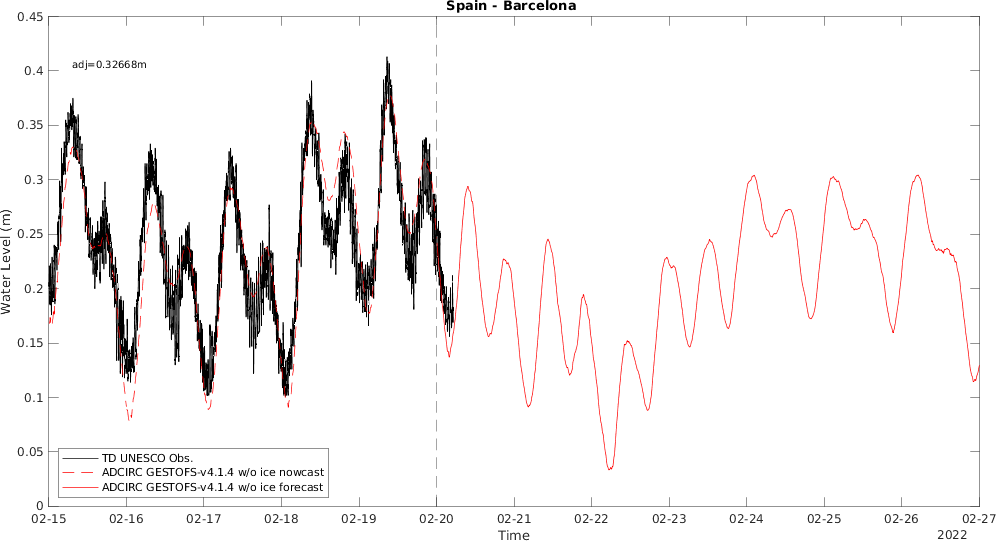 Spain - Barcelona
0.45
0.4
0.35
0.3
0.25
0.2
0.15
0.1
0.05
0
Water Level (m)
adj=0.32668m
TD UNESCO Obs.
ADCIRC GESTOFS-v4.1.4 w/o ice nowcast
ADCIRC GESTOFS-v4.1.4 w/o ice forecast
02-15 02-16 02-17 02-18 02-19 02-20 02-21 02-22 02-23 02-24 02-25 02-26 02-27
Time
2022